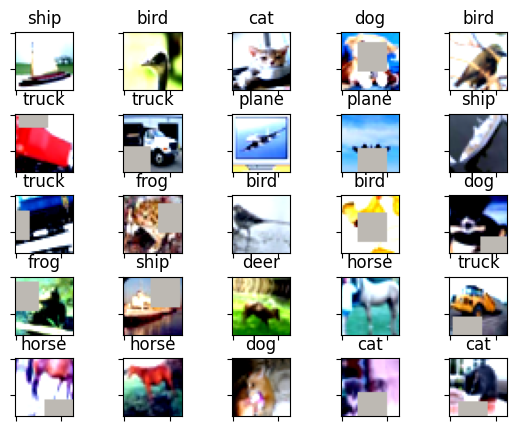 ship bird cat dog bird
truck truck plane plane ship
truck frog bird bird dog
frog ship deer horse truck
horse horse dog cat cat